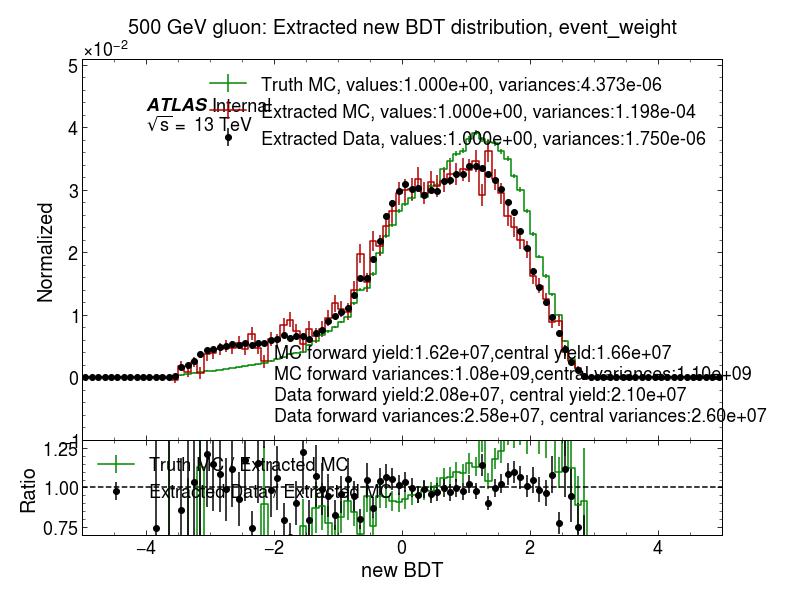 500 GeV gluon: Extracted new BDT distribution, event_weight
×10−2
Truth MC, values:1.000e+00, variances:4.373e-06
ATLAS Internal
Extracted MC, values:1.000e+00, variances:1.198e-04
√s = 13 TeV
Extracted Data, values:1.000e+00, variances:1.750e-06
5
4
3
2
1
0
−1
Normalized
MC forward yield:1.62e+07,central yield:1.66e+07
MC forward variances:1.08e+09,central variances:1.10e+09
Data forward yield:2.08e+07, central yield:2.10e+07
Data forward variances:2.58e+07, central variances:2.60e+07
1.25
1.00
0.75
Ratio
Truth MC / Extracted MC
Extracted Data / Extracted MC
−4 −2 0 2 4
new BDT